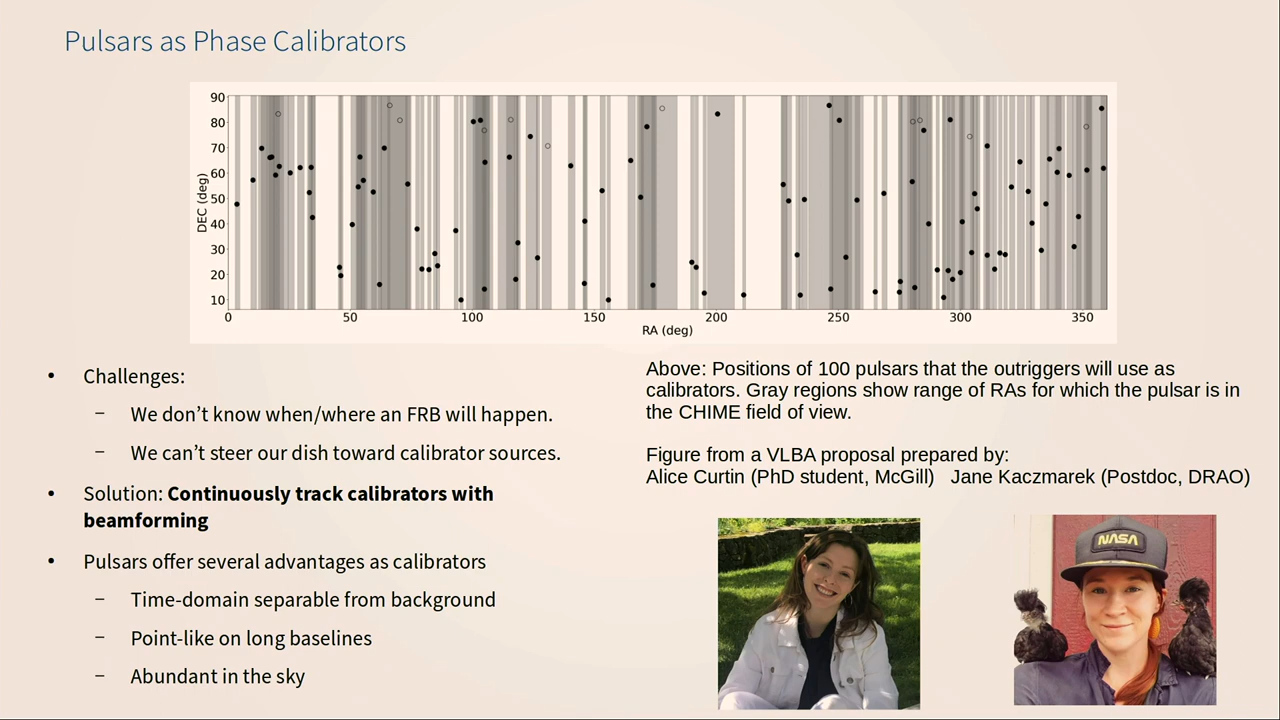 Pulsars as Phase Calibrators
90
80
70
60
50
40
30
20
10
DEC (deg)
0 50 100 150 200 250 300 350
RA (deg)
• Challenges:
– We don’t know when/where an FRB will happen.
– We can’t steer our dish toward calibrator sources.
• Solution: Continuously track calibrators with
beamforming
• Pulsars offer several advantages as calibrators
– Time-domain separable from background
– Point-like on long baselines
– Abundant in the sky
Above: Positions of 100 pulsars that the outriggers will use as
calibrators. Gray regions show range of RAs for which the pulsar is in
the CHIME field of view.
Figure from a VLBA proposal prepared by:
Alice Curtin (PhD student, McGill) Jane Kaczmarek (Postdoc, DRAO)
NASA